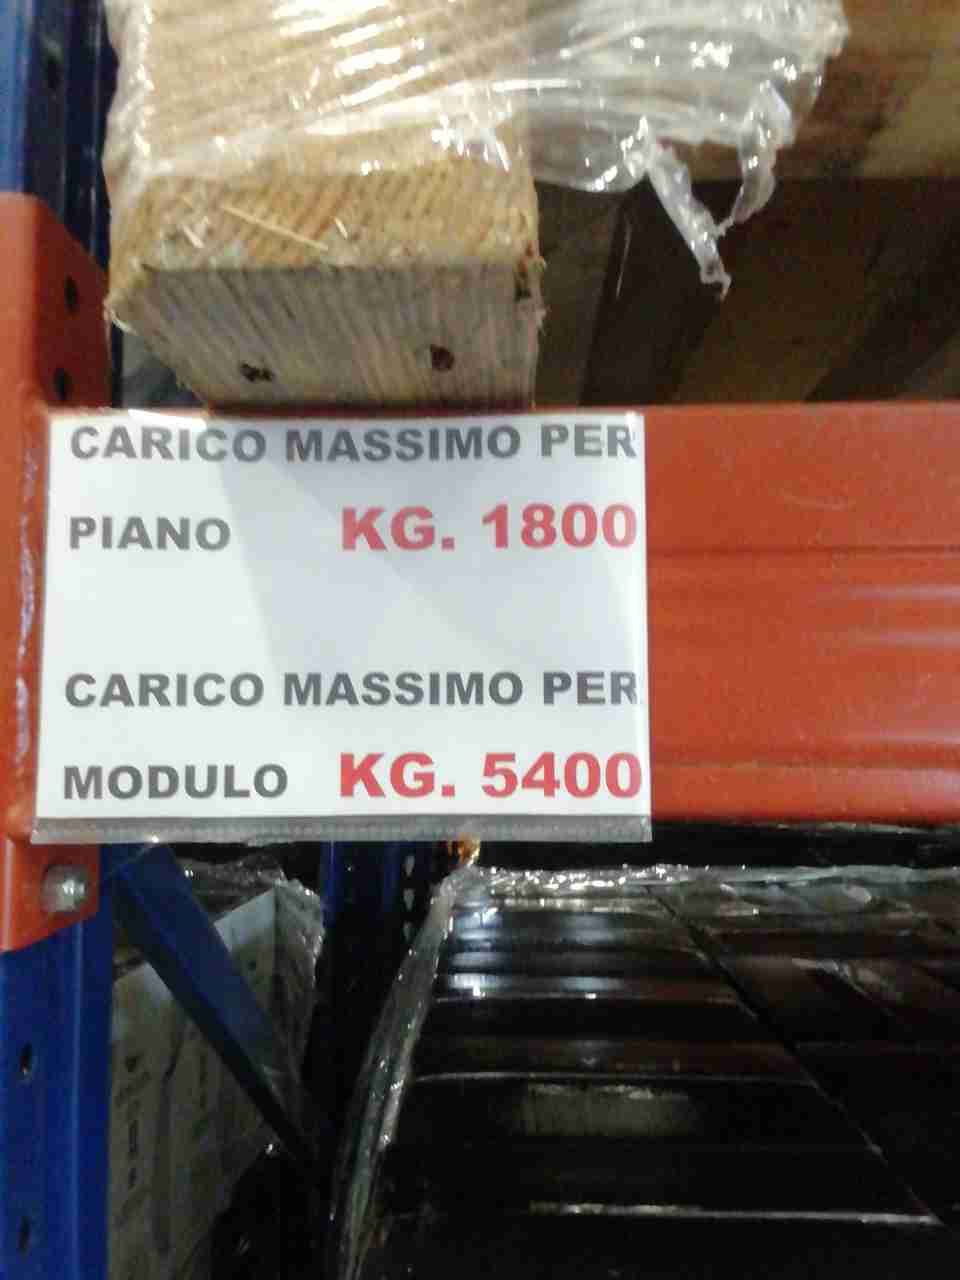 CARICO MASSIMO PER
PIANO KG. 1800
CARICO MASSIMO PER
MODULO KG. 5400